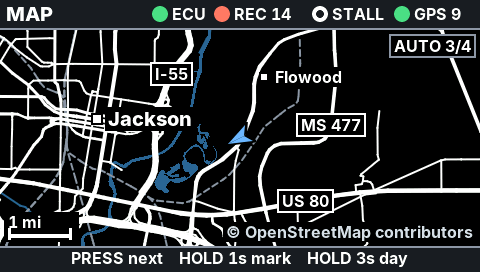 MAP ECU REC 14 STALL GPS 9
AUTO 3/4
I-55
Flowood
Jackson
MS 477
US 80
1 mi
© OpenStreetMap contributors
PRESS next HOLD 1s mark HOLD 3s day